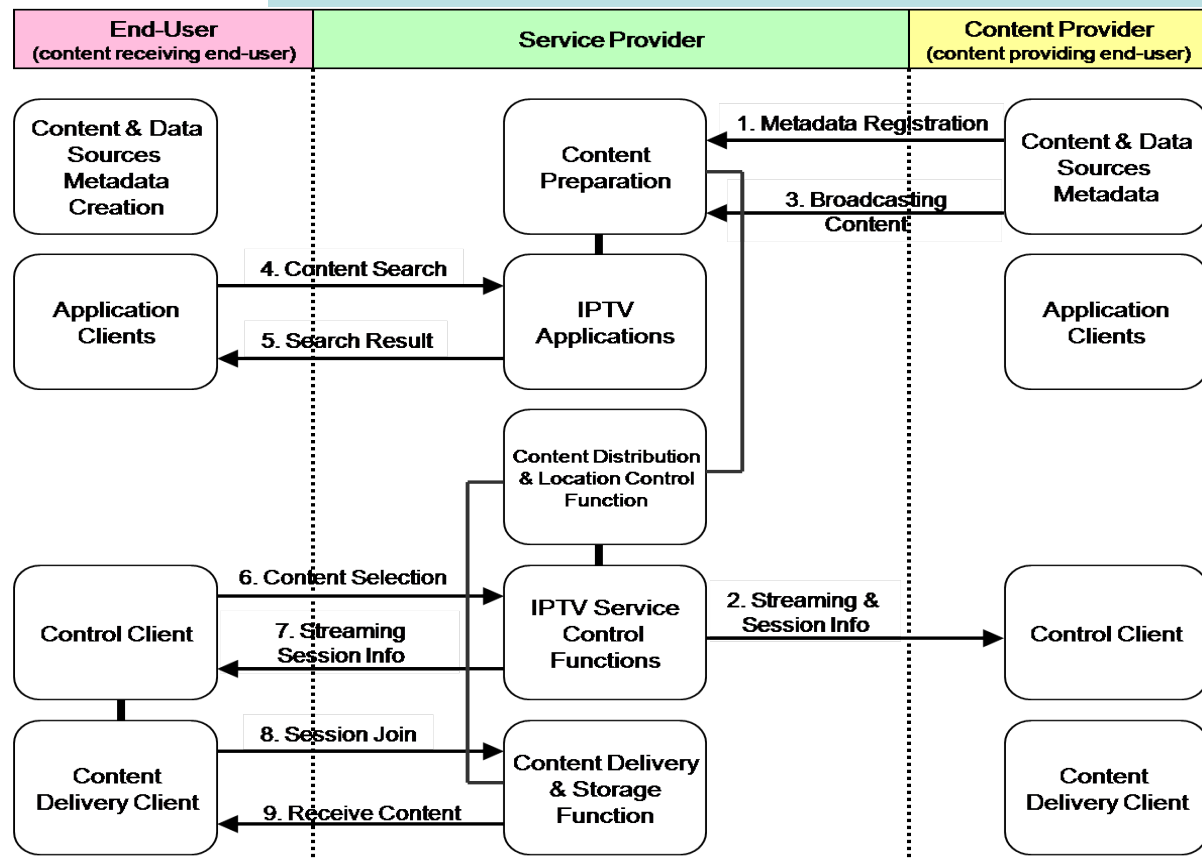 End-User
(content receiving end-user)
Service Provider
Content Provider
(content providing end-user)
Content & Data
Sources
Metadada
Creation
Content
Preparation
1. Metadata Registration
3. Broadcasting
Content
Content & Data
Sources
Metadata
Application
Clients
4. Content Search
5. Search Result
IPTV
Applications
Application
Clients
Content Distribution
& Location Control
Function
Control Client
6. Content Selection
7. Streaming
Session Info
IPTV Service
Control
Functions
2. Streaming &
Session Info
Control Client
Content
Delivery Client
8. Session Join
9. Receive Content
Content Delivery
& Storage
Function
Content
Delivery Client